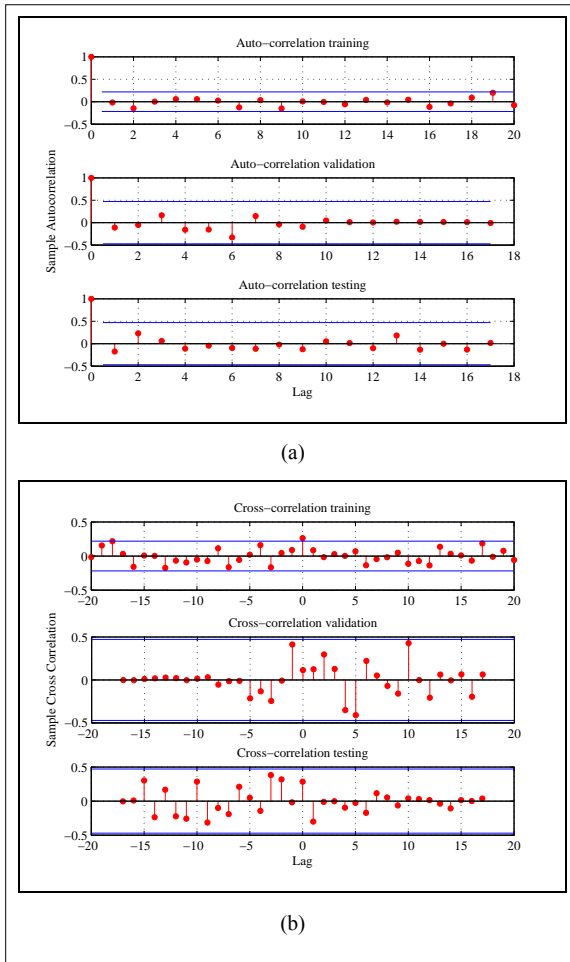 Auto−correlation training
1
0.5
0
−0.5
0 2 4 6 8 10 12 14 16 18 20
Auto−correlation validation
1
0.5
0
−0.5
0 2 4 6 8 10 12 14 16 18
Sample Autocorrelation
Auto−correlation testing
1
0.5
0
−0.5
0 2 4 6 8 10 12 14 16 18
Lag
(a)
Cross−correlation training
0.5
0
−0.5
−20 −15 −10 −5 0 5 10 15 20
Cross−correlation validation
0.5
0
−0.5
−20 −15 −10 −5 0 5 10 15 20
Sample Cross Correlation
Cross−correlation testing
0.5
0
−0.5
−20 −15 −10 −5 0 5 10 15 20
Lag
(b)